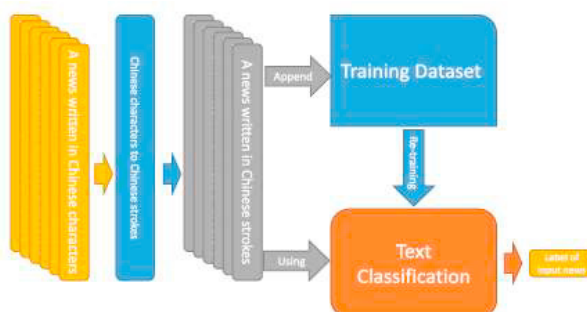 A news written in Chinese characters
Chinese characters to Chinese strokes
A news written in Chinese strokes
Append
Training Dataset
Re-training
Using
Text
Classification
Label of
input news